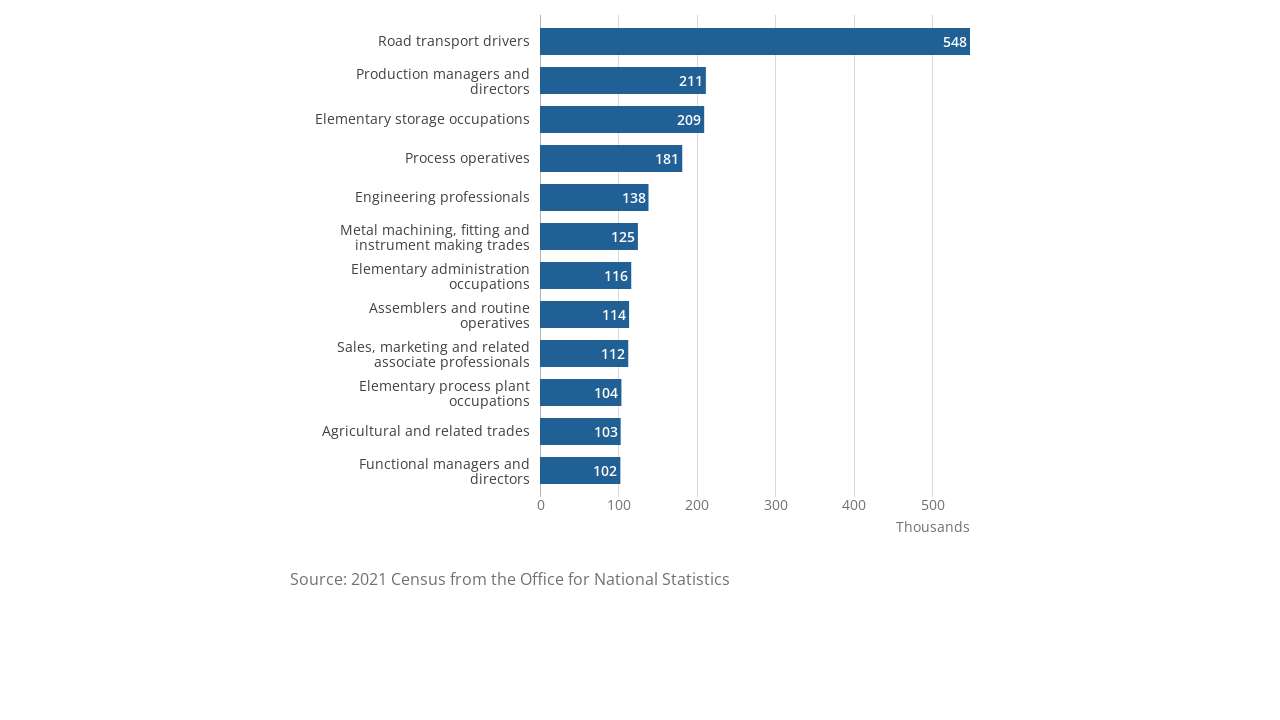 Road transport drivers
548
Production managers and
directors
211
Elementary storage occupations
209
Process operatives
181
Engineering professionals
138
Metal machining, fitting and
instrument making trades
125
Elementary administration
occupations
116
Assemblers and routine
operatives
114
Sales, marketing and related
associate professionals
112
Elementary process plant
occupations
104
Agricultural and related trades
103
Functional managers and
directors
102
0 100 200 300 400 500
Thousands
Source: 2021 Census from the Office for National Statistics